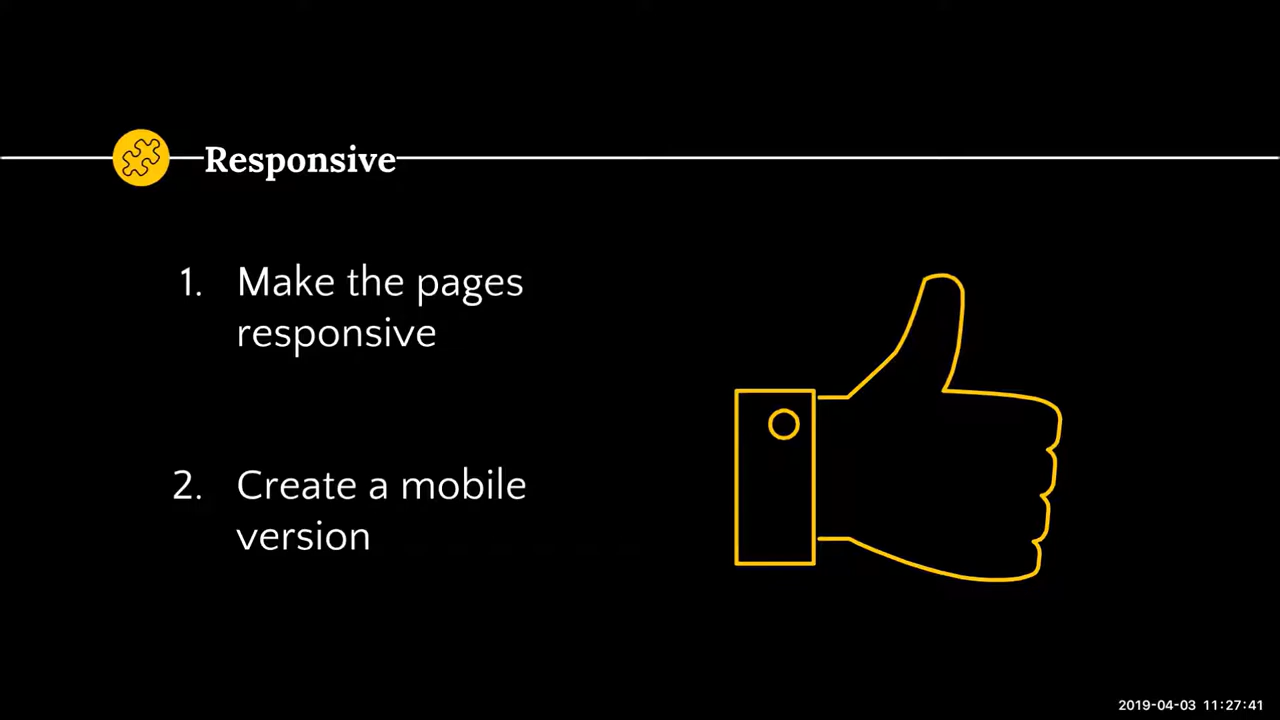 Responsive
1. Make the pages
responsive
2. Create a mobile
version
2019-04-03 11:27:41